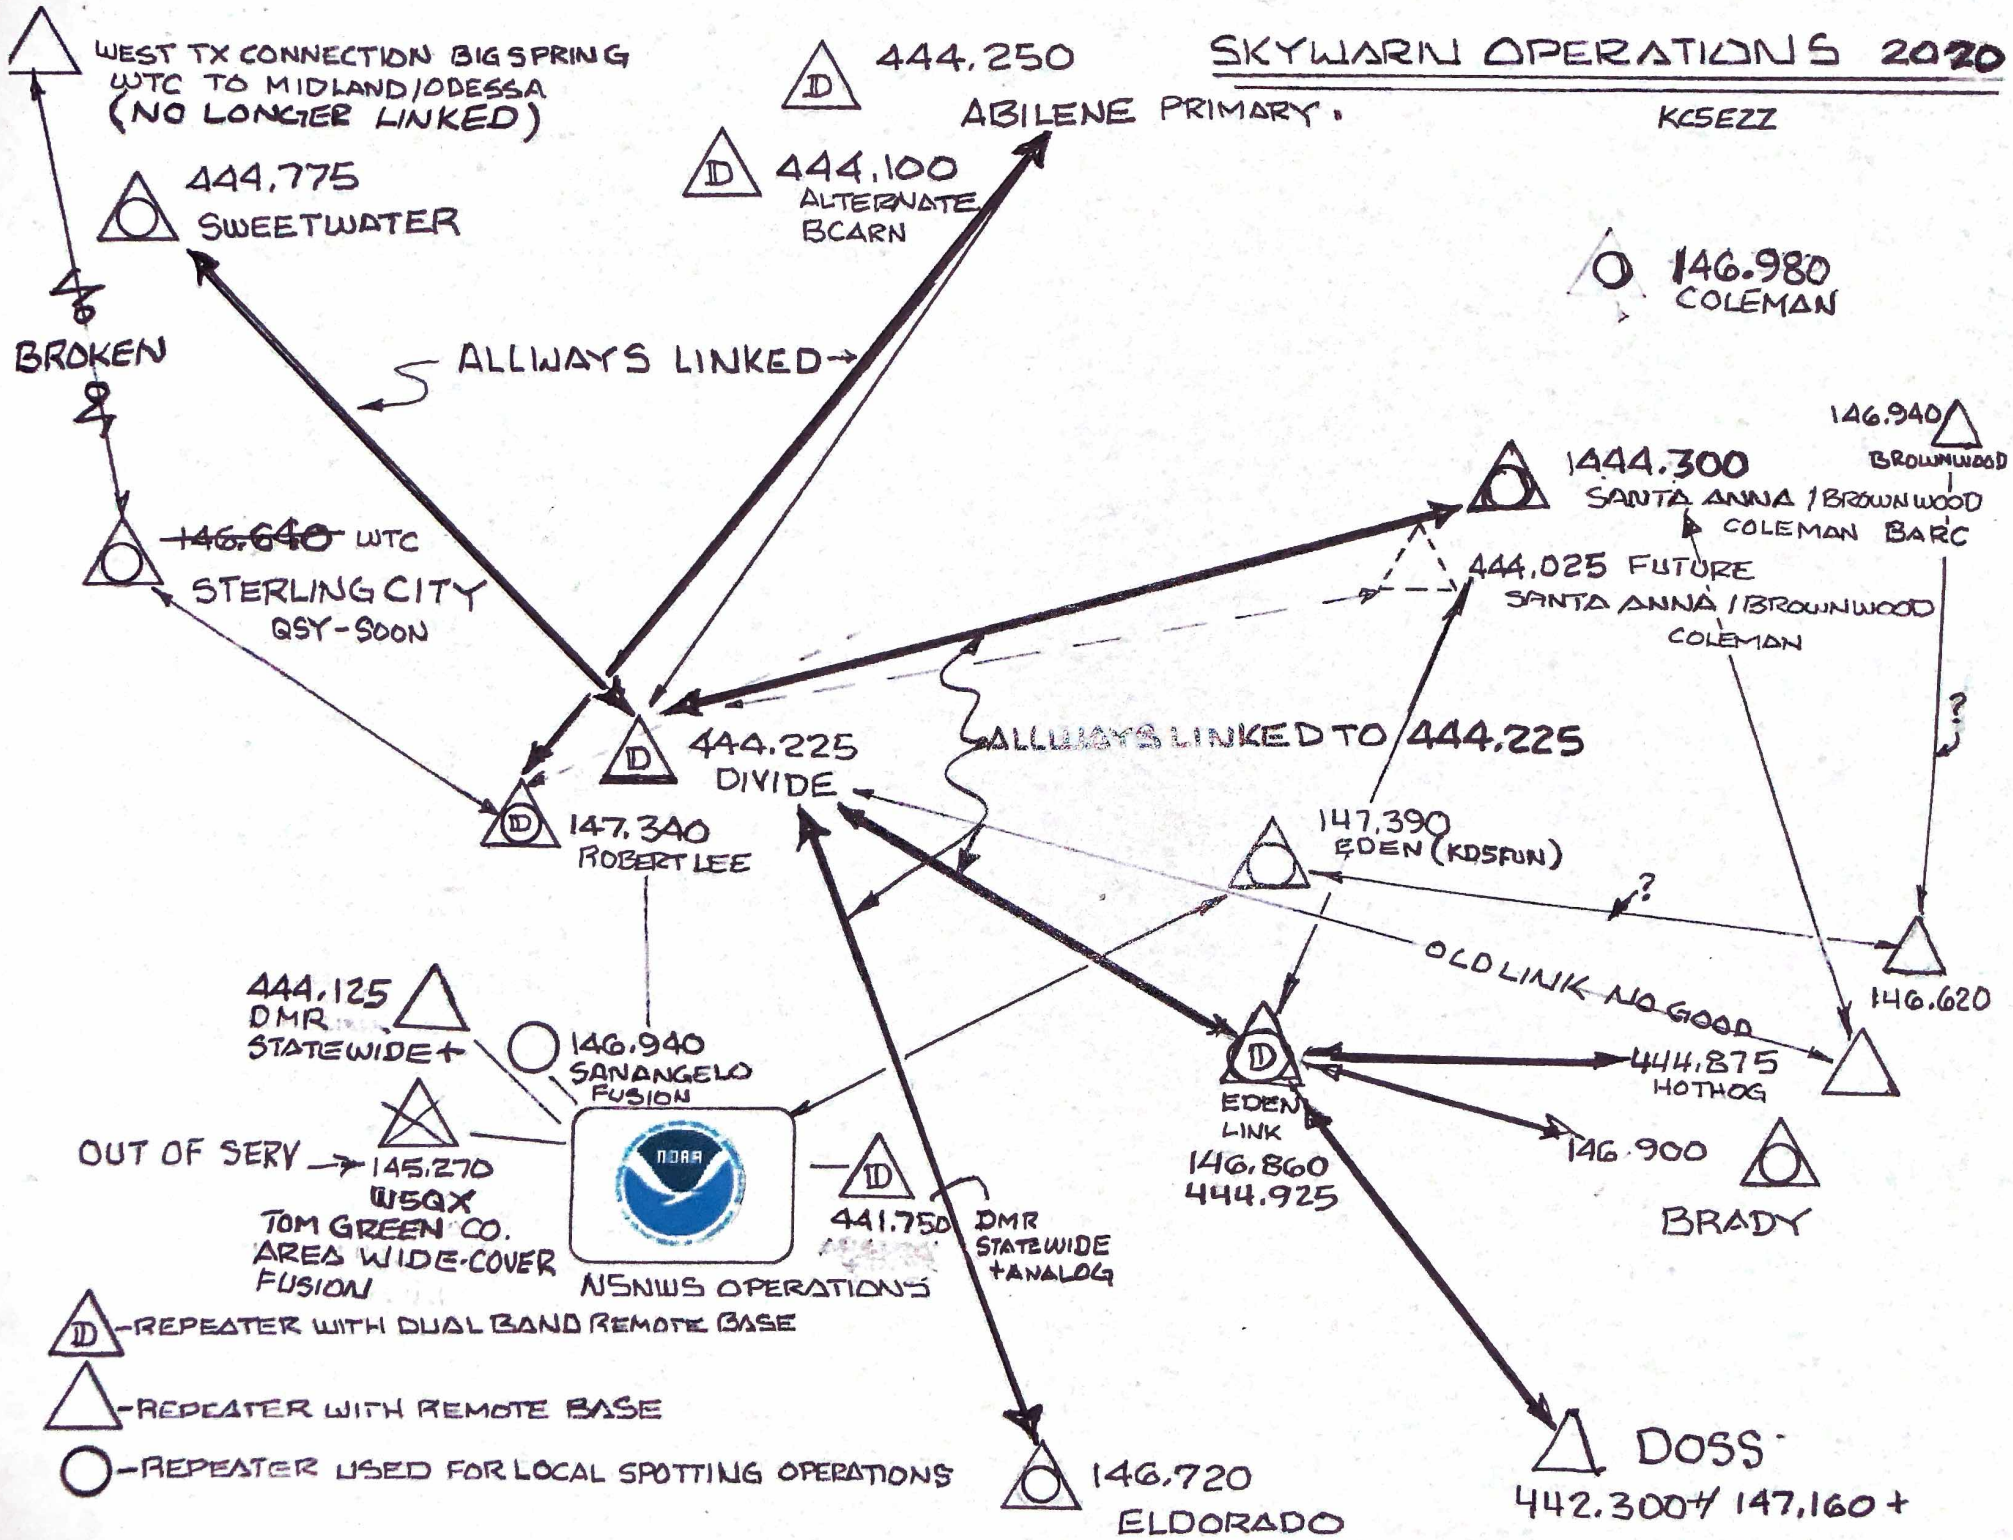 SKYWARN OPERATIONS 2020
KC5EZZ
WEST TX CONNECTION BIG SPRING
WTC TO MIDLAND/ODESSA
(NO LONGER LINKED)
444.250
ABILENE PRIMARY.
D
444.100
ALTERNATE
BCARN
D
444.775
SWEETWATER
146.980
COLEMAN
BROKEN
ALLWAYS LINKED
146.940
BROWNWOOD
444.300
SANTA ANNA / BROWNWOOD
COLEMAN BARC
146.640 WTC
STERLING CITY
QSY-SOON
444.025 FUTURE
SANTA ANNA / BROWNWOOD
COLEMAN
?
D
444.225
DIVIDE
ALLWAYS LINKED TO 444.225
D
147.340
ROBERT LEE
147.390
EDEN (KD5FUN)
?
OLD LINK NO GOOD
146.620
444.125
DMR
STATEWIDE+
146.940
SAN ANGELO
FUSION
D
EDEN
LINK
146.860
444.925
444.875
HOTHOG
146.900
BRADY
OUT OF SERV
145.270
W5QX
TOM GREEN CO.
AREA WIDE-COVER
FUSION
NOAA
N5NWS OPERATIONS
D
441.750
DMR
STATEWIDE
+ANALOG
D -REPEATER WITH DUAL BAND REMOTE BASE
-REPEATER WITH REMOTE BASE
-REPEATER USED FOR LOCAL SPOTTING OPERATIONS
146.720
ELDORADO
DOSS
442.300+/ 147.160+